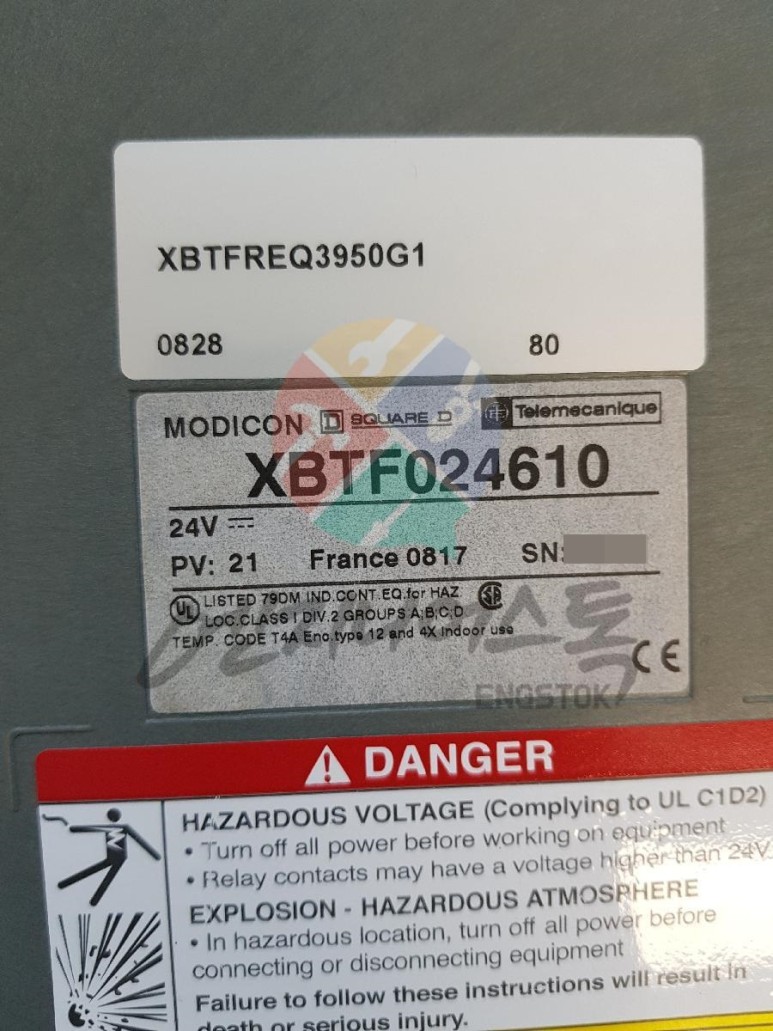 XBTFREQ3950G1
0828 80
MODICON D SQUARE D TE Telemecanique
XBTF024610
24V
PV: 21 France 0817 SN:
UL LISTED 79DM IND.CONT.EQ.for HAZ. SA
LOC.CLASS I DIV.2 GROUPS A;B;C;D
TEMP. CODE T4A Enc.type 12 and 4X Indoor use
CE
ENQSTOK
DANGER
HAZARDOUS VOLTAGE (Complying to UL C1D2)
• Turn off all power before working on equipment
• Relay contacts may have a voltage higher than 24V.
EXPLOSION - HAZARDOUS ATMOSPHERE
• In hazardous location, turn off all power before
connecting or disconnecting equipment
Failure to follow these instructions will result in
death or serious injury.